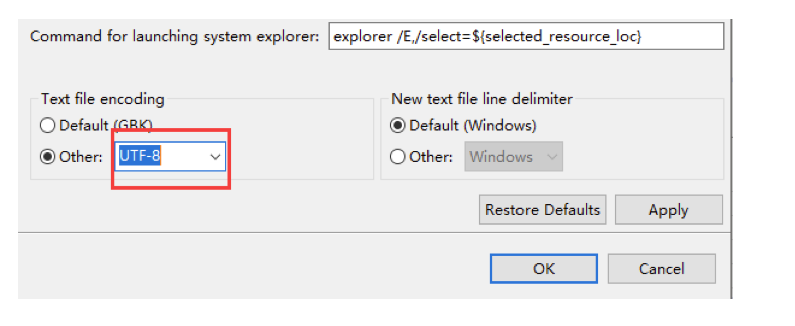 Command for launching system explorer: explorer /E,/select=${selected_resource_loc}
Text file encoding
Default (GBK)
Other: UTF-8
New text file line delimiter
Default (Windows)
Other: Windows
Restore Defaults Apply
OK Cancel